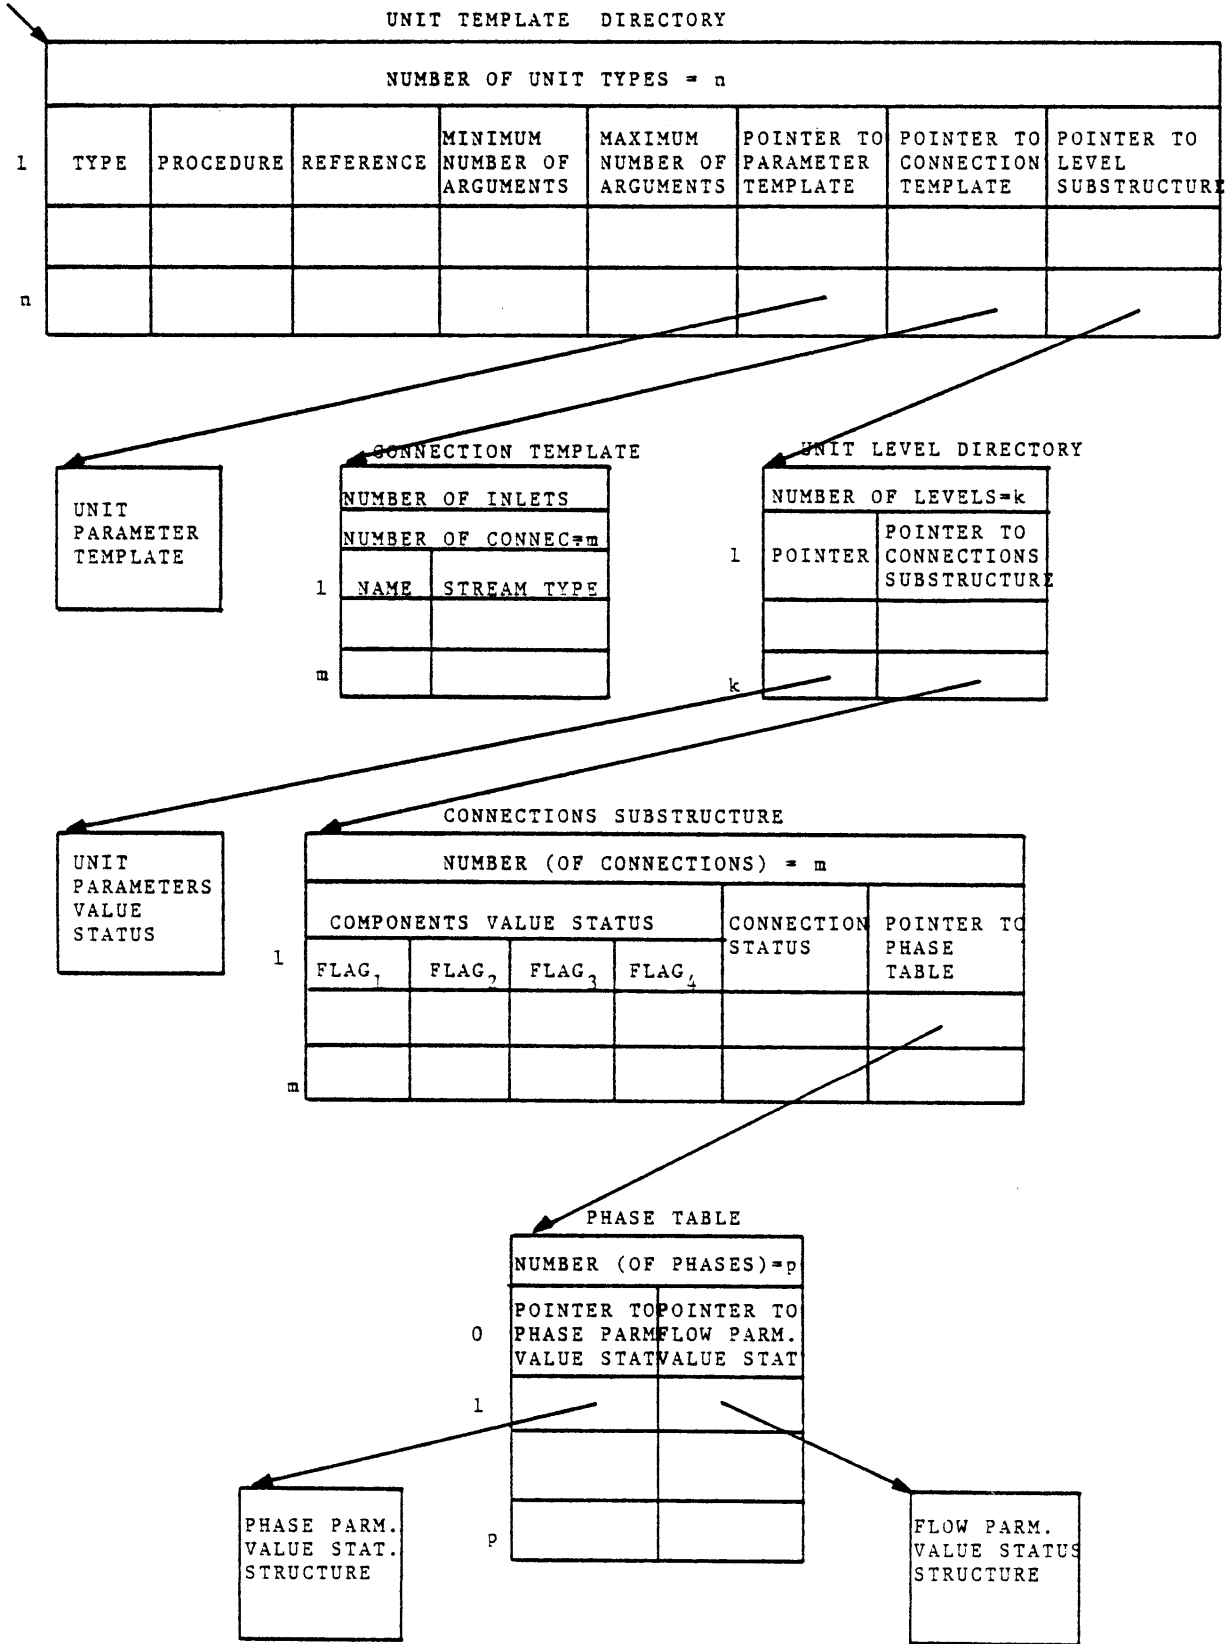 UNIT TEMPLATE DIRECTORY
NUMBER OF UNIT TYPES = n
1
TYPE
PROCEDURE
REFERENCE
MINIMUM
NUMBER OF
ARGUMENTS
MAXIMUM
NUMBER OF
ARGUMENTS
POINTER TO
PARAMETER
TEMPLATE
POINTER TO
CONNECTION
TEMPLATE
POINTER TO
LEVEL
SUBSTRUCTURE
n
UNIT
PARAMETER
TEMPLATE
CONNECTION TEMPLATE
NUMBER OF INLETS
NUMBER OF CONNEC=m
1
NAME
STREAM TYPE
m
UNIT LEVEL DIRECTORY
NUMBER OF LEVELS=k
1
POINTER
POINTER TO
CONNECTIONS
SUBSTRUCTURE
k
UNIT
PARAMETERS
VALUE
STATUS
CONNECTIONS SUBSTRUCTURE
NUMBER (OF CONNECTIONS) = m
COMPONENTS VALUE STATUS
CONNECTION
STATUS
POINTER TO
PHASE
TABLE
1
FLAG1
FLAG2
FLAG3
FLAG4
m
PHASE TABLE
NUMBER (OF PHASES)=p
0
POINTER TO
PHASE PARM
VALUE STAT
POINTER TO
FLOW PARM.
VALUE STAT
1
p
PHASE PARM.
VALUE STAT.
STRUCTURE
FLOW PARM.
VALUE STATUS
STRUCTURE